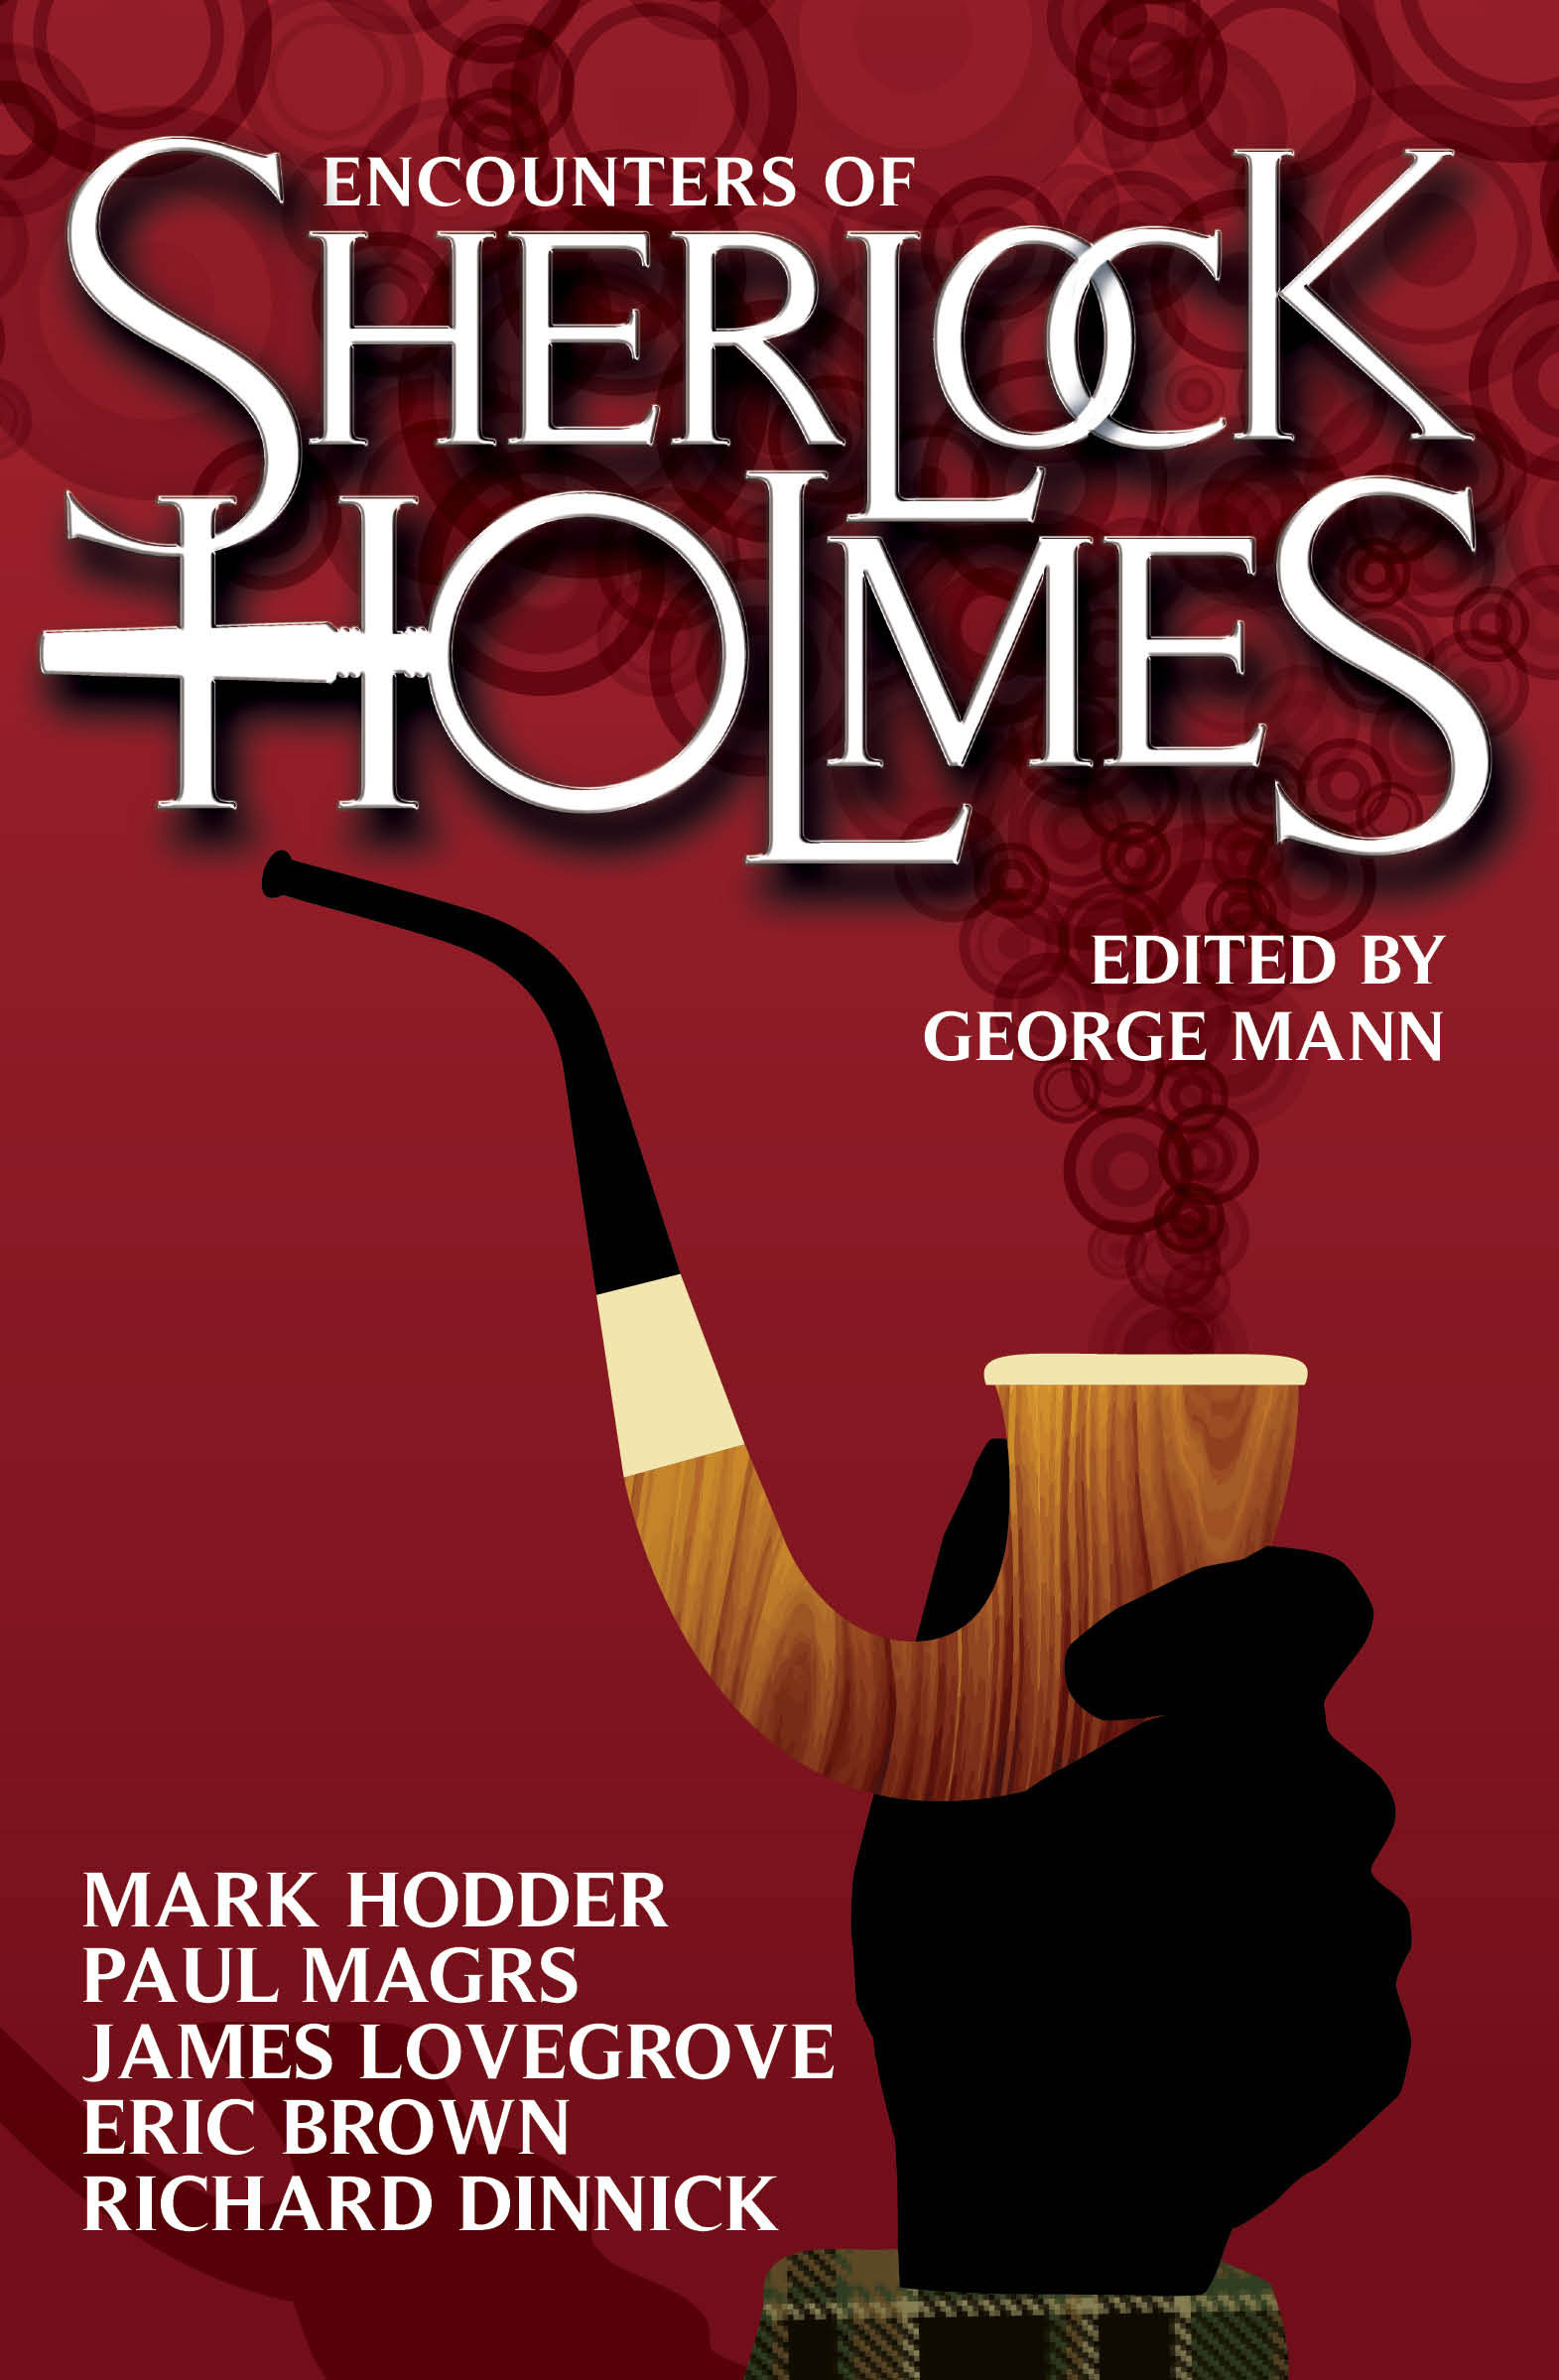 ENCOUNTERS OF
SHERLOCK
HOLMES
EDITED BY
GEORGE MANN
MARK HODDER
PAUL MAGRS
JAMES LOVEGROVE
ERIC BROWN
RICHARD DINNICK